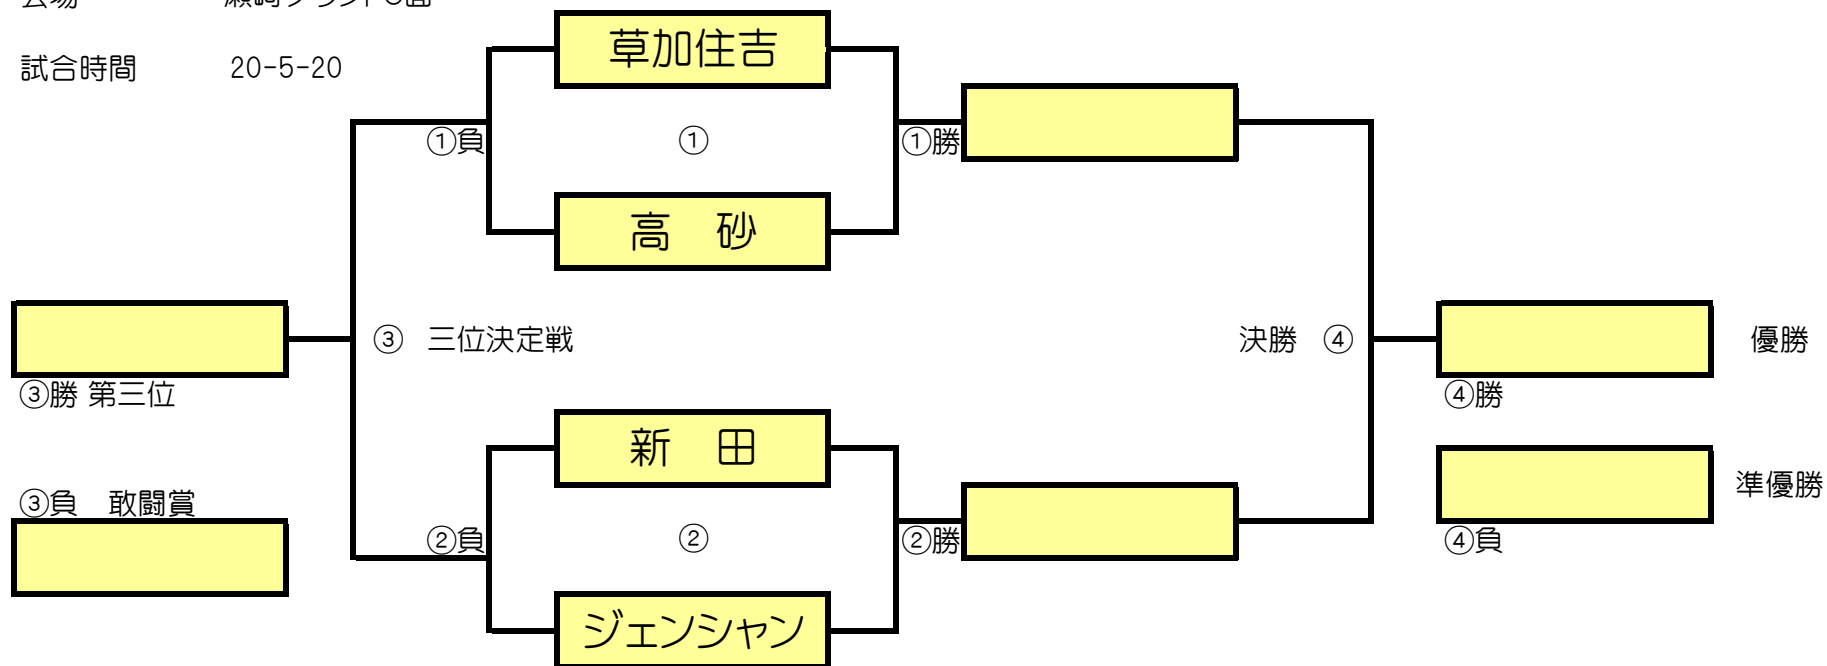 試合時間 20-5-20
草加住吉
①負 ① ①勝
高 砂
③ 三位決定戦
決勝 ④
優勝
③勝 第三位
④勝
新 田
準優勝
③負 敢闘賞
②負 ② ②勝
④負
ジェンシャン